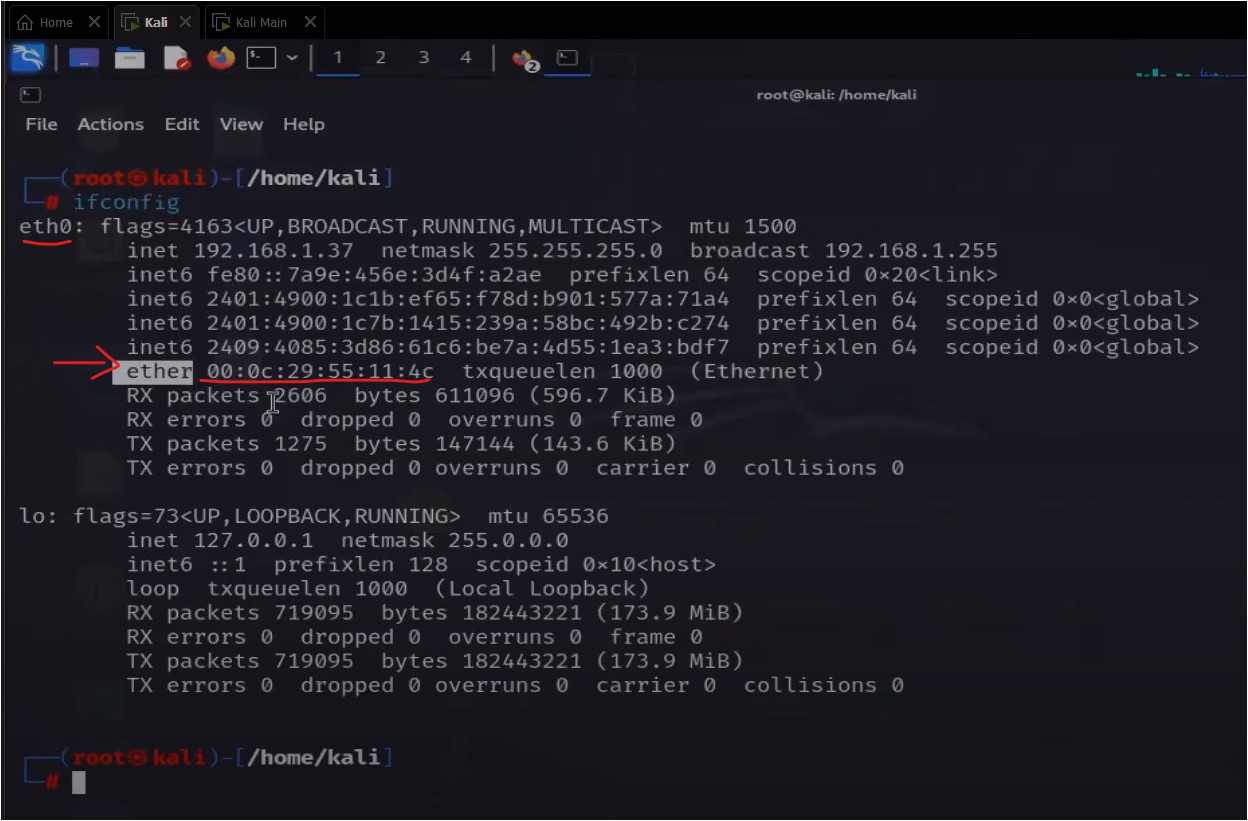 Home Kali Kali Main
1 2 3 4 2
root@kali: /home/kali
File Actions Edit View Help
(root㉿kali)-[/home/kali]
# ifconfig
eth0: flags=4163<UP,BROADCAST,RUNNING,MULTICAST> mtu 1500
inet 192.168.1.37 netmask 255.255.255.0 broadcast 192.168.1.255
inet6 fe80::7a9e:456e:3d4f:a2ae prefixlen 64 scopeid 0×20<link>
inet6 2401:4900:1c1b:ef65:f78d:b901:577a:71a4 prefixlen 64 scopeid 0×0<global>
inet6 2401:4900:1c7b:1415:239a:58bc:492b:c274 prefixlen 64 scopeid 0×0<global>
inet6 2409:4085:3d86:61c6:be7a:4d55:1ea3:bdf7 prefixlen 64 scopeid 0×0<global>
ether 00:0c:29:55:11:4c txqueuelen 1000 (Ethernet)
RX packets 2606 bytes 611096 (596.7 KiB)
RX errors 0 dropped 0 overruns 0 frame 0
TX packets 1275 bytes 147144 (143.6 KiB)
TX errors 0 dropped 0 overruns 0 carrier 0 collisions 0
lo: flags=73<UP,LOOPBACK,RUNNING> mtu 65536
inet 127.0.0.1 netmask 255.0.0.0
inet6 ::1 prefixlen 128 scopeid 0×10<host>
loop txqueuelen 1000 (Local Loopback)
RX packets 719095 bytes 182443221 (173.9 MiB)
RX errors 0 dropped 0 overruns 0 frame 0
TX packets 719095 bytes 182443221 (173.9 MiB)
TX errors 0 dropped 0 overruns 0 carrier 0 collisions 0
(root㉿kali)-[/home/kali]
#